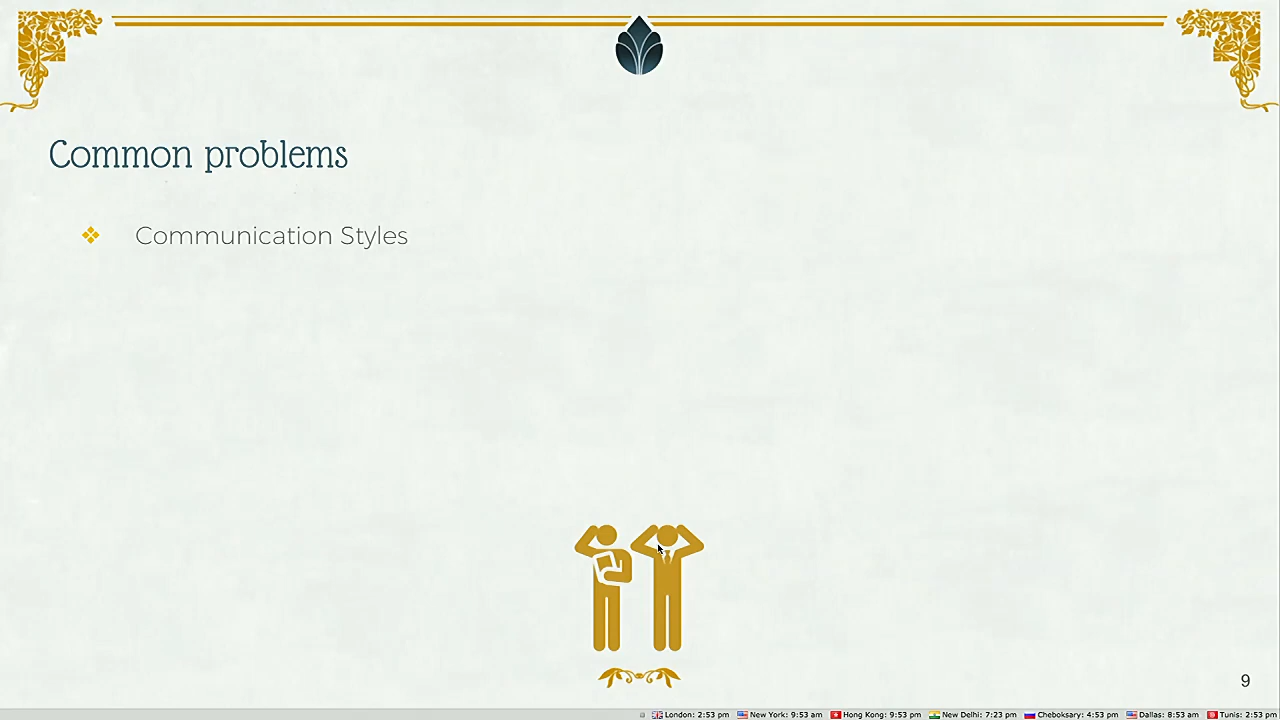 Common problems
Communication Styles
9
London: 2:53 pm New York: 9:53 am Hong Kong: 9:53 pm New Delhi: 7:23 pm Cheboksary: 4:53 pm Dallas: 8:53 am Tunis: 2:53 pm